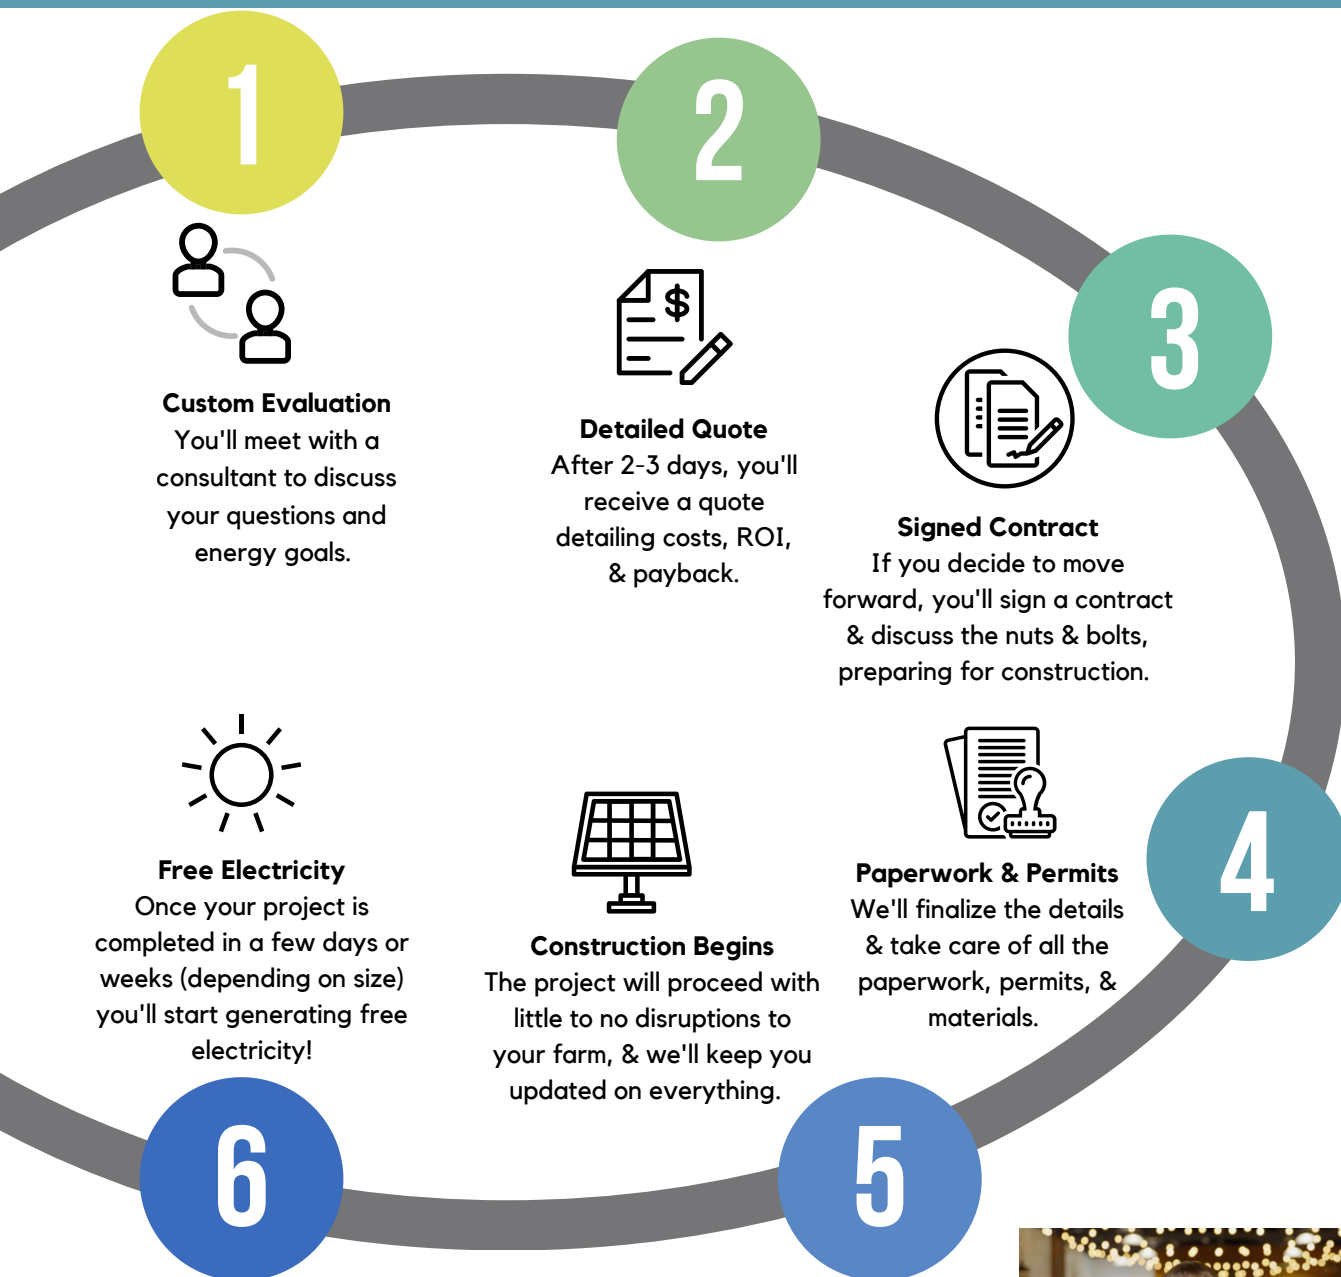 1
Custom Evaluation
You'll meet with a
consultant to discuss
your questions and
energy goals.
2
Detailed Quote
After 2-3 days, you'll
receive a quote
detailing costs, ROI,
& payback.
3
Signed Contract
If you decide to move
forward, you'll sign a contract
& discuss the nuts & bolts,
preparing for construction.
4
Paperwork & Permits
We'll finalize the details
& take care of all the
paperwork, permits, &
materials.
5
Construction Begins
The project will proceed with
little to no disruptions to
your farm, & we'll keep you
updated on everything.
6
Free Electricity
Once your project is
completed in a few days or
weeks (depending on size)
you'll start generating free
electricity!